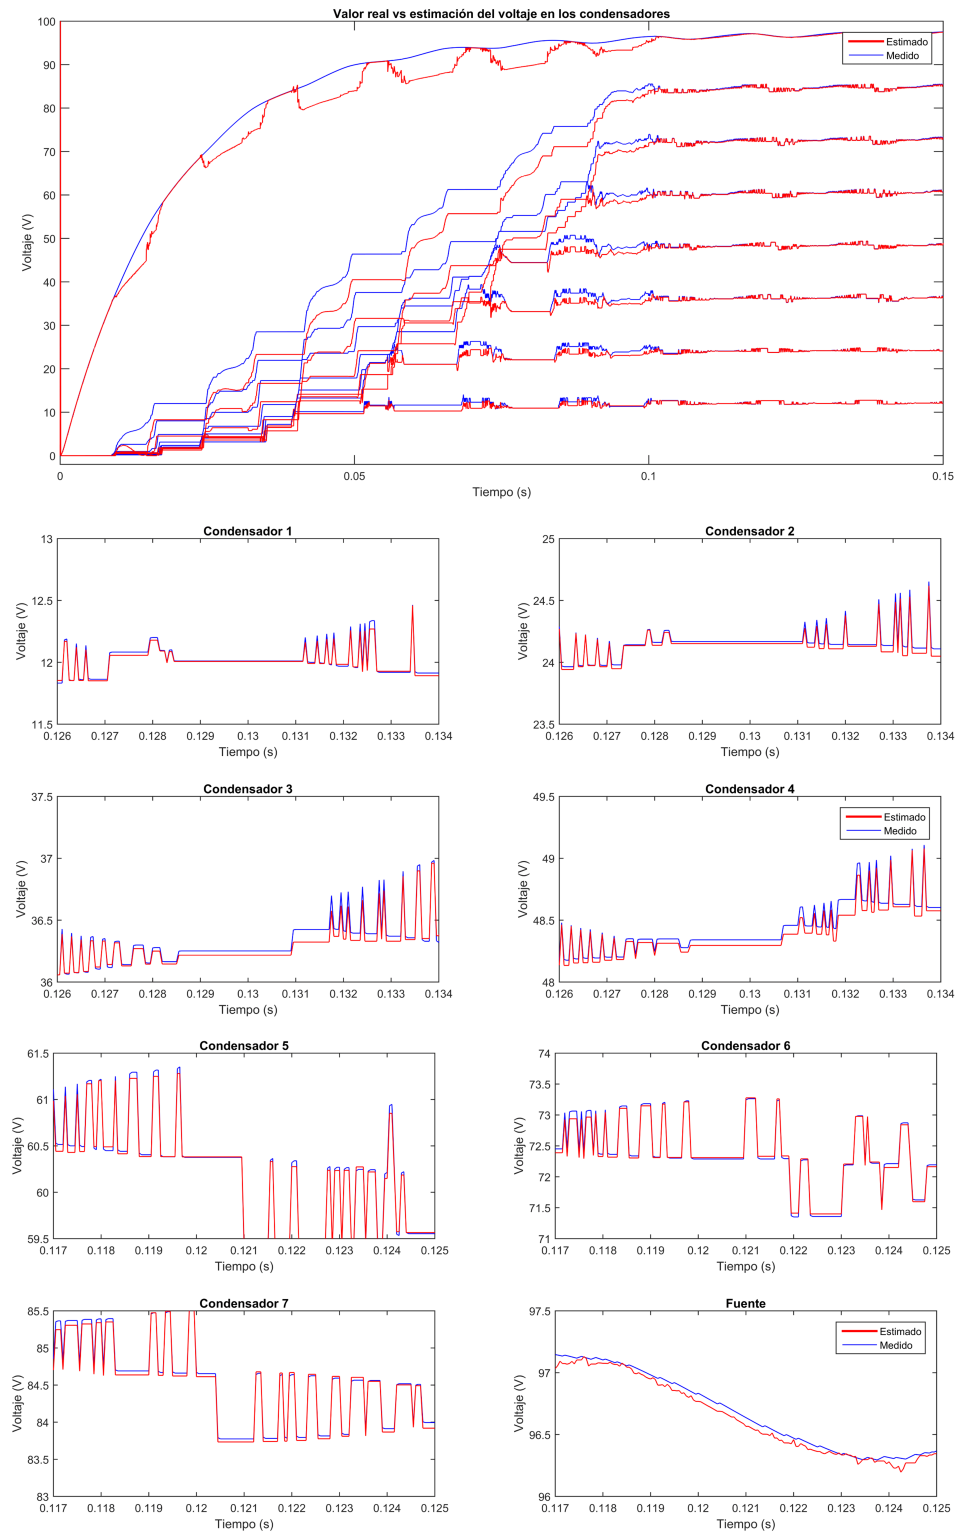 Valor real vs estimación del voltaje en los condensadores
100
90
80
70
60
50
40
30
20
10
0
Voltaje (V)
Estimado
Medido
0 0.05 0.1 0.15
Tiempo (s)
Condensador 1
13
12.5
12
11.5
Voltaje (V)
0.126 0.127 0.128 0.129 0.13 0.131 0.132 0.133 0.134
Tiempo (s)
Condensador 2
25
24.5
24
23.5
Voltaje (V)
0.126 0.127 0.128 0.129 0.13 0.131 0.132 0.133 0.134
Tiempo (s)
Condensador 3
37.5
37
36.5
36
Voltaje (V)
0.126 0.127 0.128 0.129 0.13 0.131 0.132 0.133 0.134
Tiempo (s)
Condensador 4
49.5
49
48.5
48
Voltaje (V)
Estimado
Medido
0.126 0.127 0.128 0.129 0.13 0.131 0.132 0.133 0.134
Tiempo (s)
Condensador 5
61.5
61
60.5
60
59.5
Voltaje (V)
0.117 0.118 0.119 0.12 0.121 0.122 0.123 0.124 0.125
Tiempo (s)
Condensador 6
74
73.5
73
72.5
72
71.5
71
Voltaje (V)
0.117 0.118 0.119 0.12 0.121 0.122 0.123 0.124 0.125
Tiempo (s)
Condensador 7
85.5
85
84.5
84
83.5
83
Voltaje (V)
0.117 0.118 0.119 0.12 0.121 0.122 0.123 0.124 0.125
Tiempo (s)
Fuente
97.5
97
96.5
96
Voltaje (V)
Estimado
Medido
0.117 0.118 0.119 0.12 0.121 0.122 0.123 0.124 0.125
Tiempo (s)